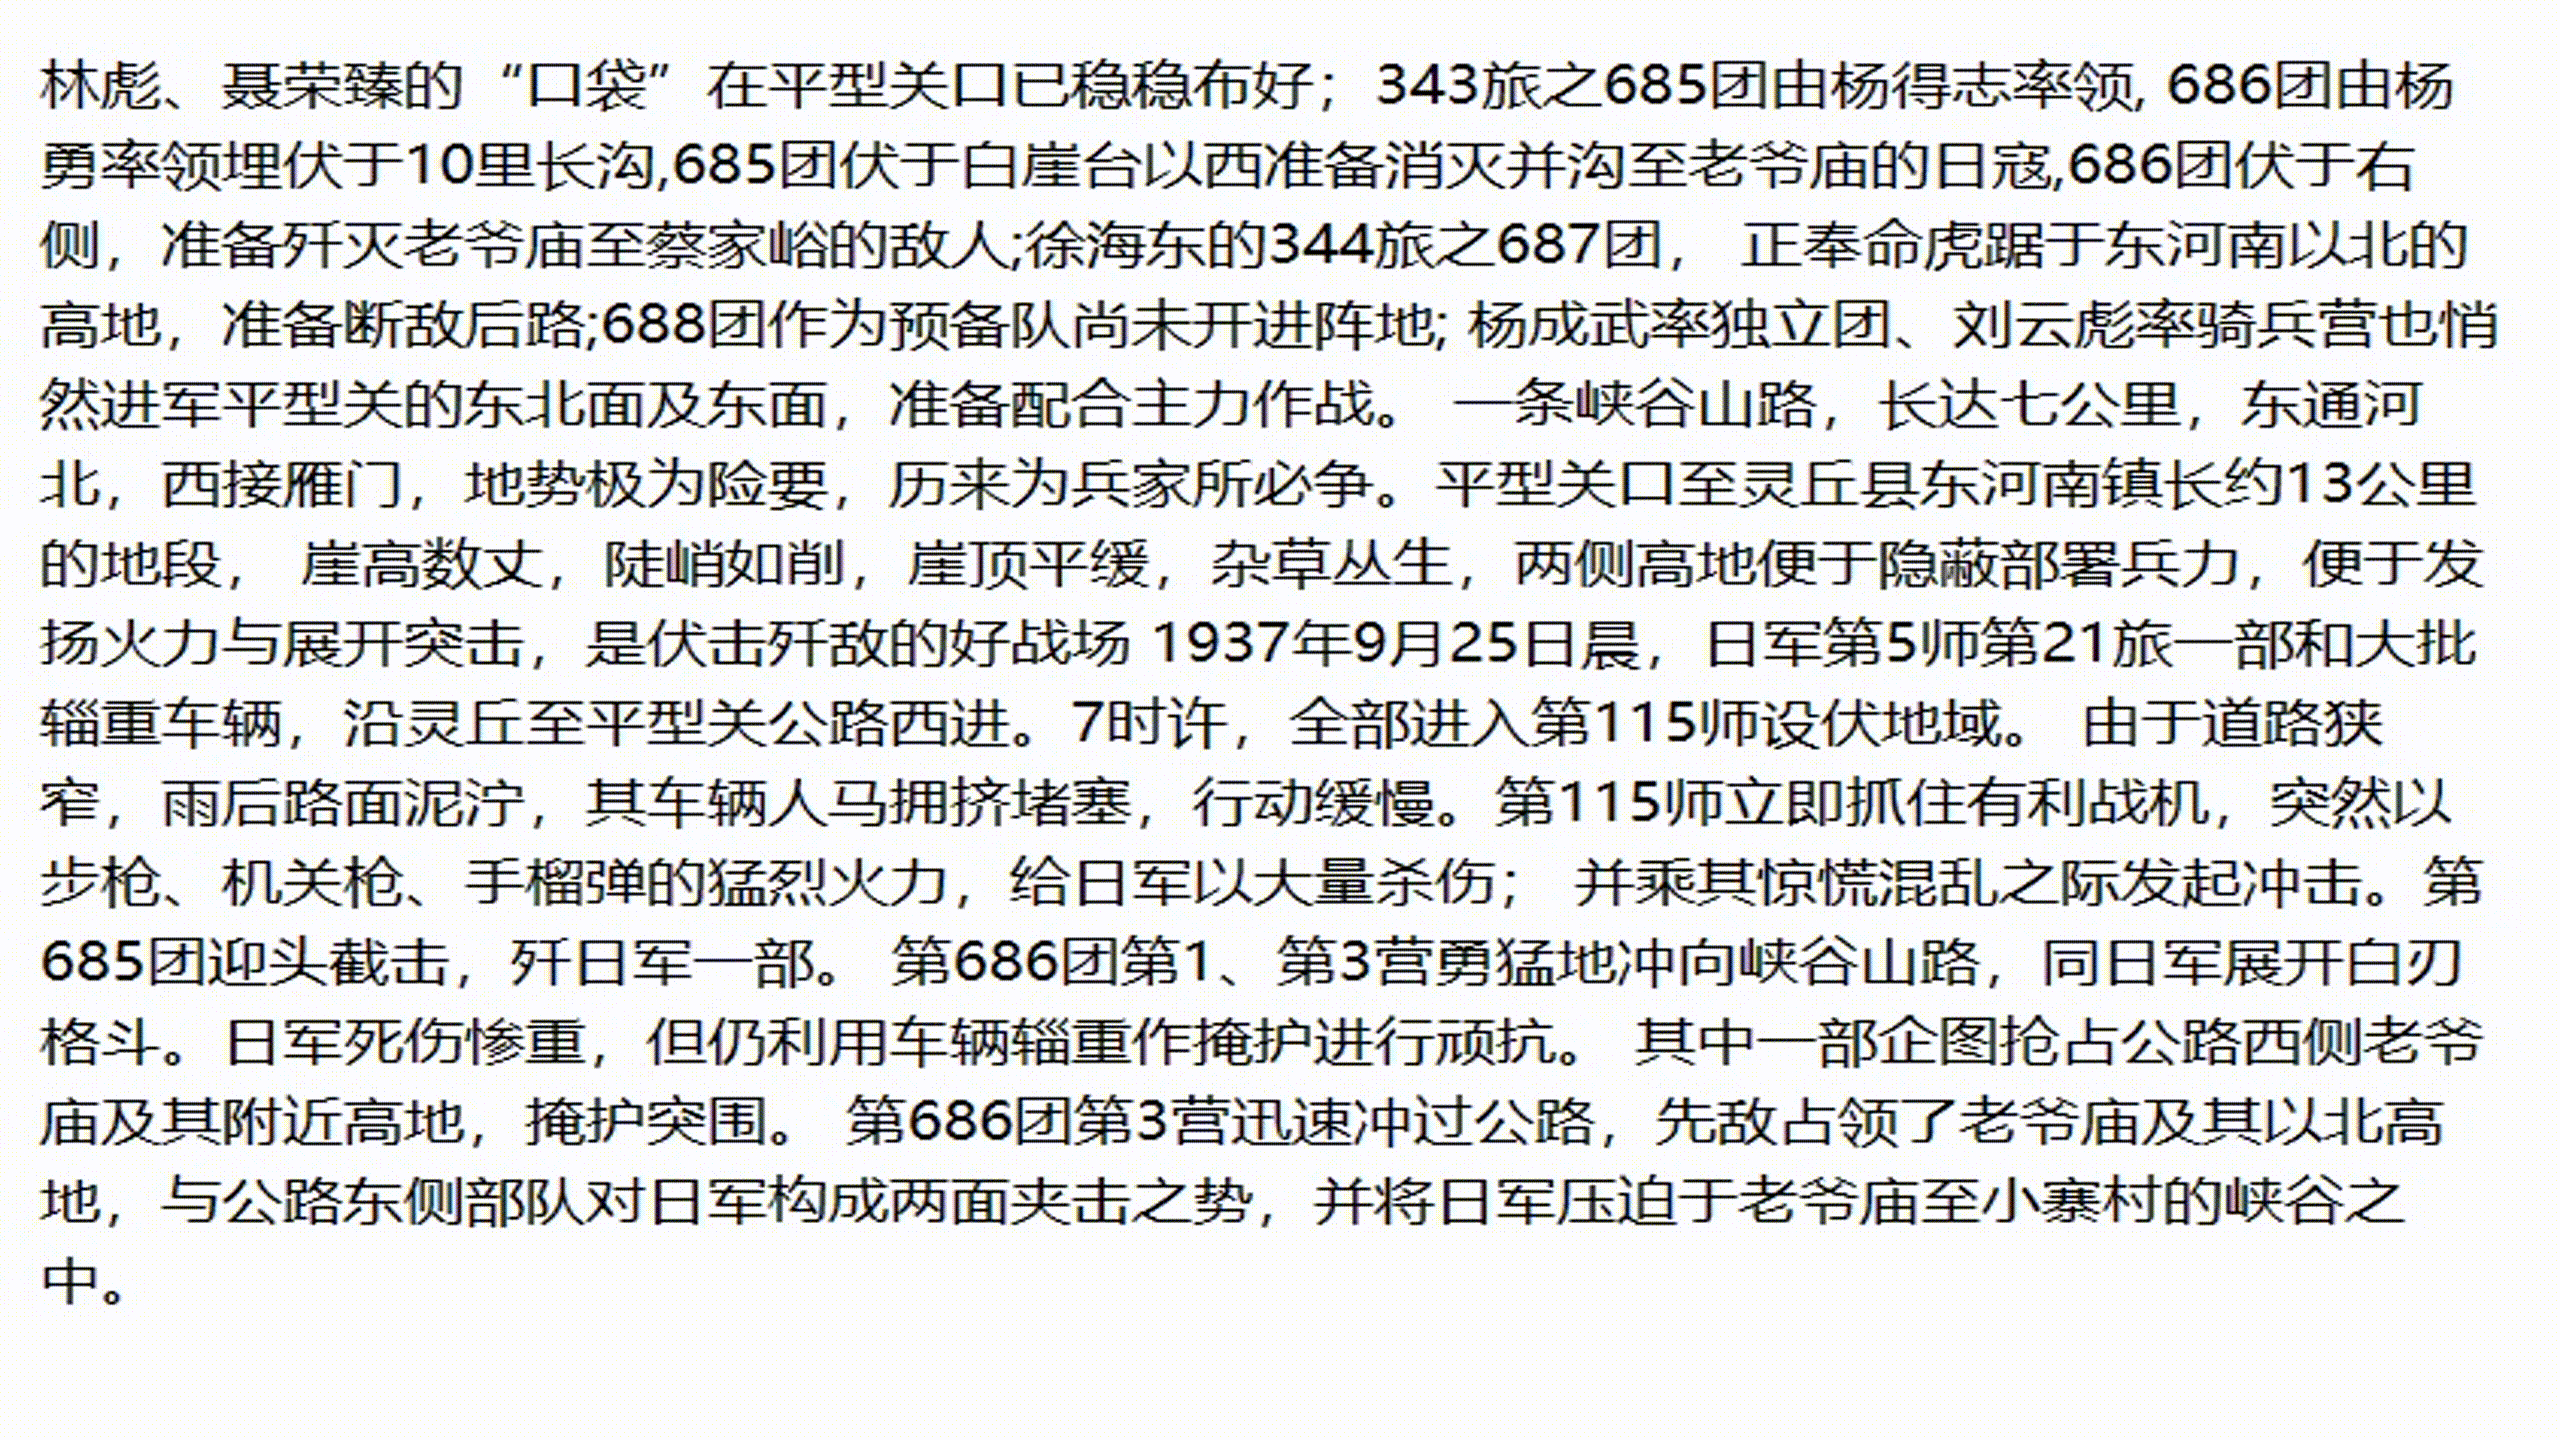 林彪、聂荣臻的“口袋”在平型关口已稳稳布好；343旅之685团由杨得志率领, 686团由杨
勇率领埋伏于10里长沟,685团伏于白崖台以西准备消灭并沟至老爷庙的日寇,686团伏于右
侧，准备歼灭老爷庙至蔡家峪的敌人;徐海东的344旅之687团， 正奉命虎踞于东河南以北的
高地，准备断敌后路;688团作为预备队尚未开进阵地; 杨成武率独立团、刘云彪率骑兵营也悄
然进军平型关的东北面及东面，准备配合主力作战。 一条峡谷山路，长达七公里，东通河
北，西接雁门，地势极为险要，历来为兵家所必争。平型关口至灵丘县东河南镇长约13公里
的地段， 崖高数丈，陡峭如削，崖顶平缓，杂草丛生，两侧高地便于隐蔽部署兵力，便于发
扬火力与展开突击，是伏击歼敌的好战场 1937年9月25日晨，日军第5师第21旅一部和大批
辎重车辆，沿灵丘至平型关公路西进。7时许，全部进入第115师设伏地域。 由于道路狭
窄，雨后路面泥泞，其车辆人马拥挤堵塞，行动缓慢。第115师立即抓住有利战机，突然以
步枪、机关枪、手榴弹的猛烈火力，给日军以大量杀伤； 并乘其惊慌混乱之际发起冲击。第
685团迎头截击，歼日军一部。 第686团第1、第3营勇猛地冲向峡谷山路，同日军展开白刃
格斗。日军死伤惨重，但仍利用车辆辎重作掩护进行顽抗。 其中一部企图抢占公路西侧老爷
庙及其附近高地，掩护突围。 第686团第3营迅速冲过公路，先敌占领了老爷庙及其以北高
地，与公路东侧部队对日军构成两面夹击之势，并将日军压迫于老爷庙至小寨村的峡谷之
中。